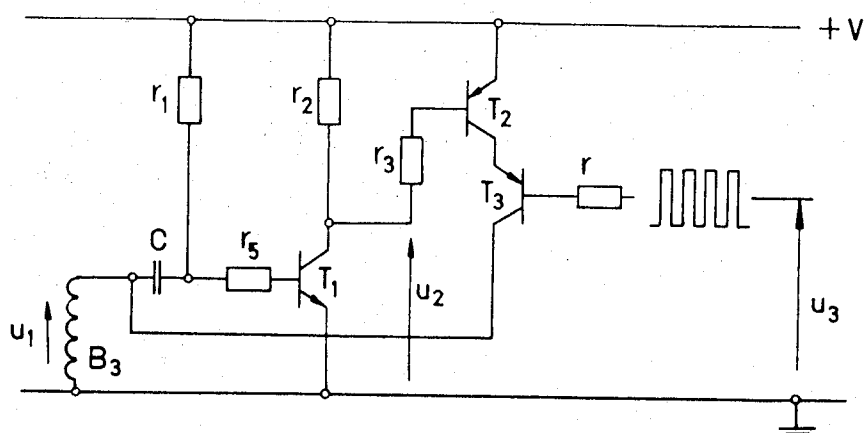 + V
r₁
r₂
T₂
r₃
r
T₃
C
r₅
T₁
u₂
u₃
u₁
B₃